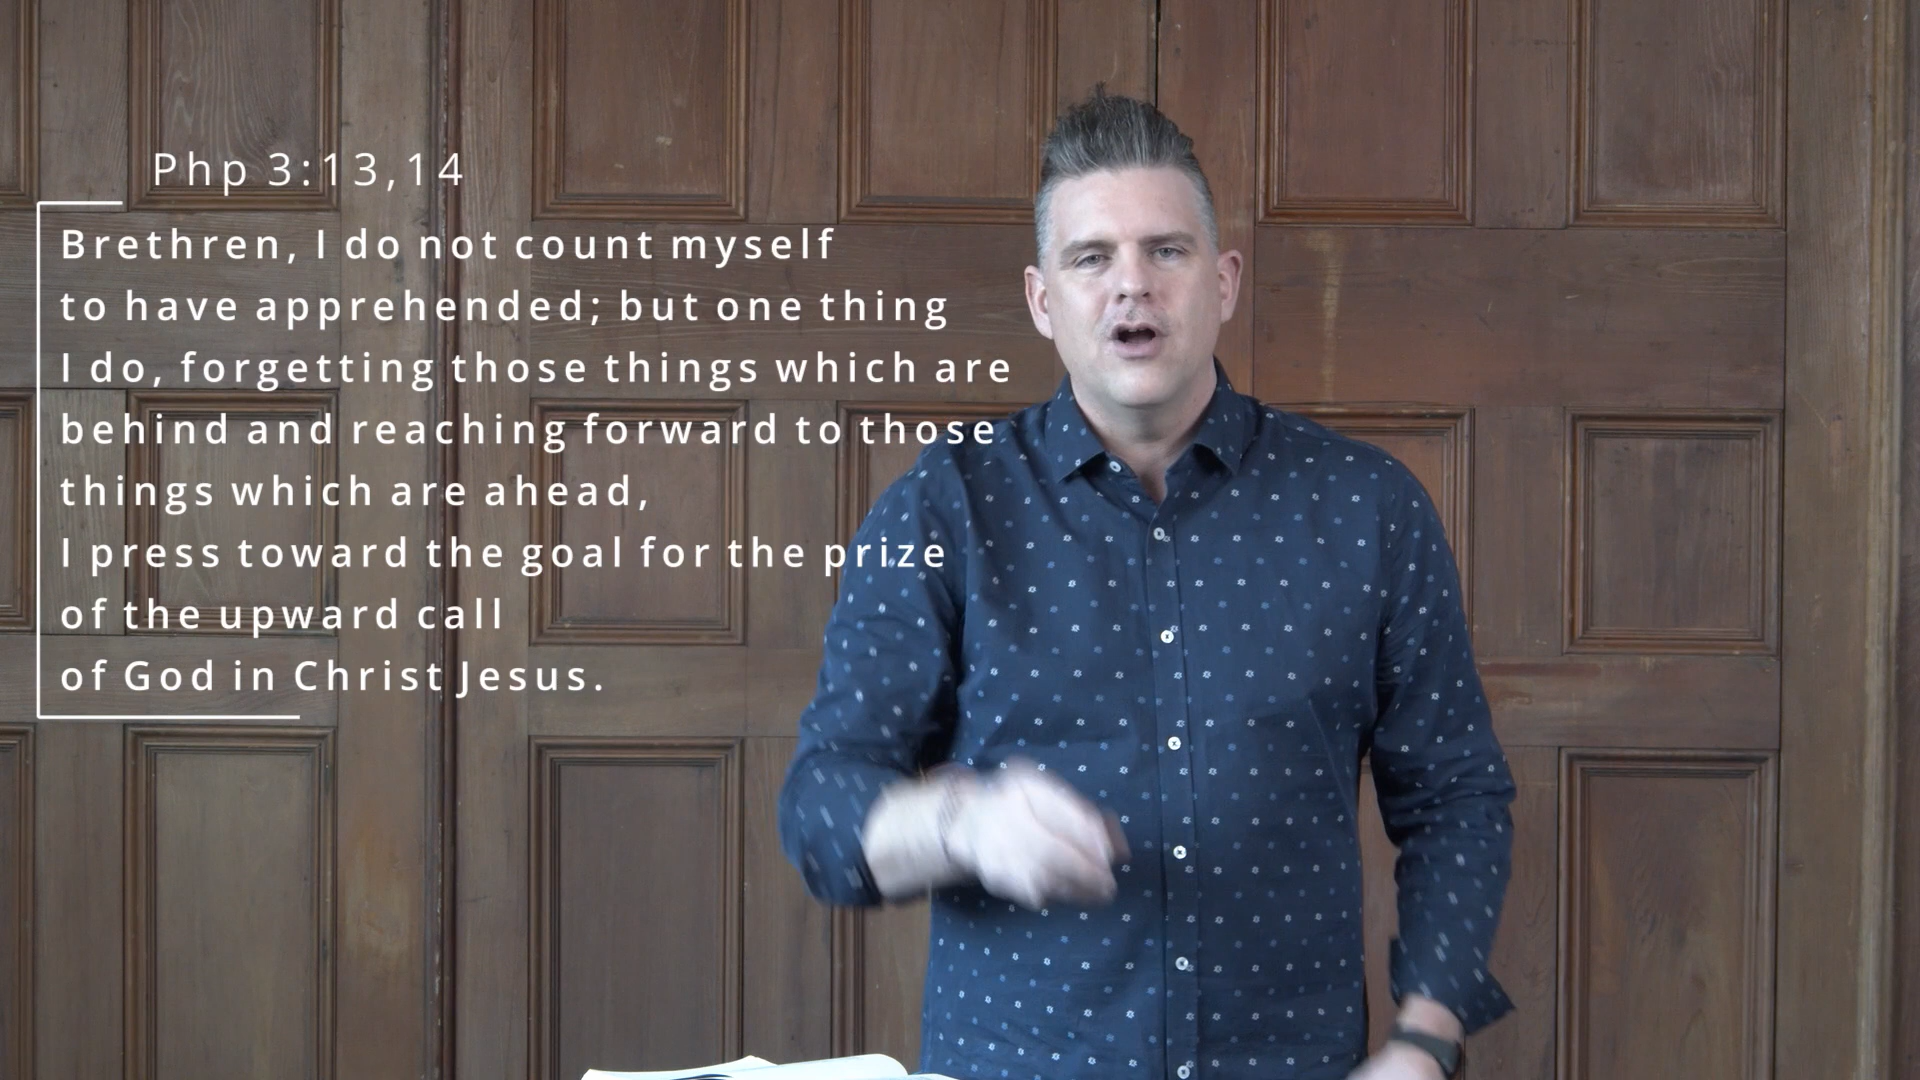 Php 3:13,14
Brethren, I do not count myself
to have apprehended; but one thing
I do, forgetting those things which are
behind and reaching forward to those
things which are ahead,
I press toward the goal for the prize
of the upward call
of God in Christ Jesus.